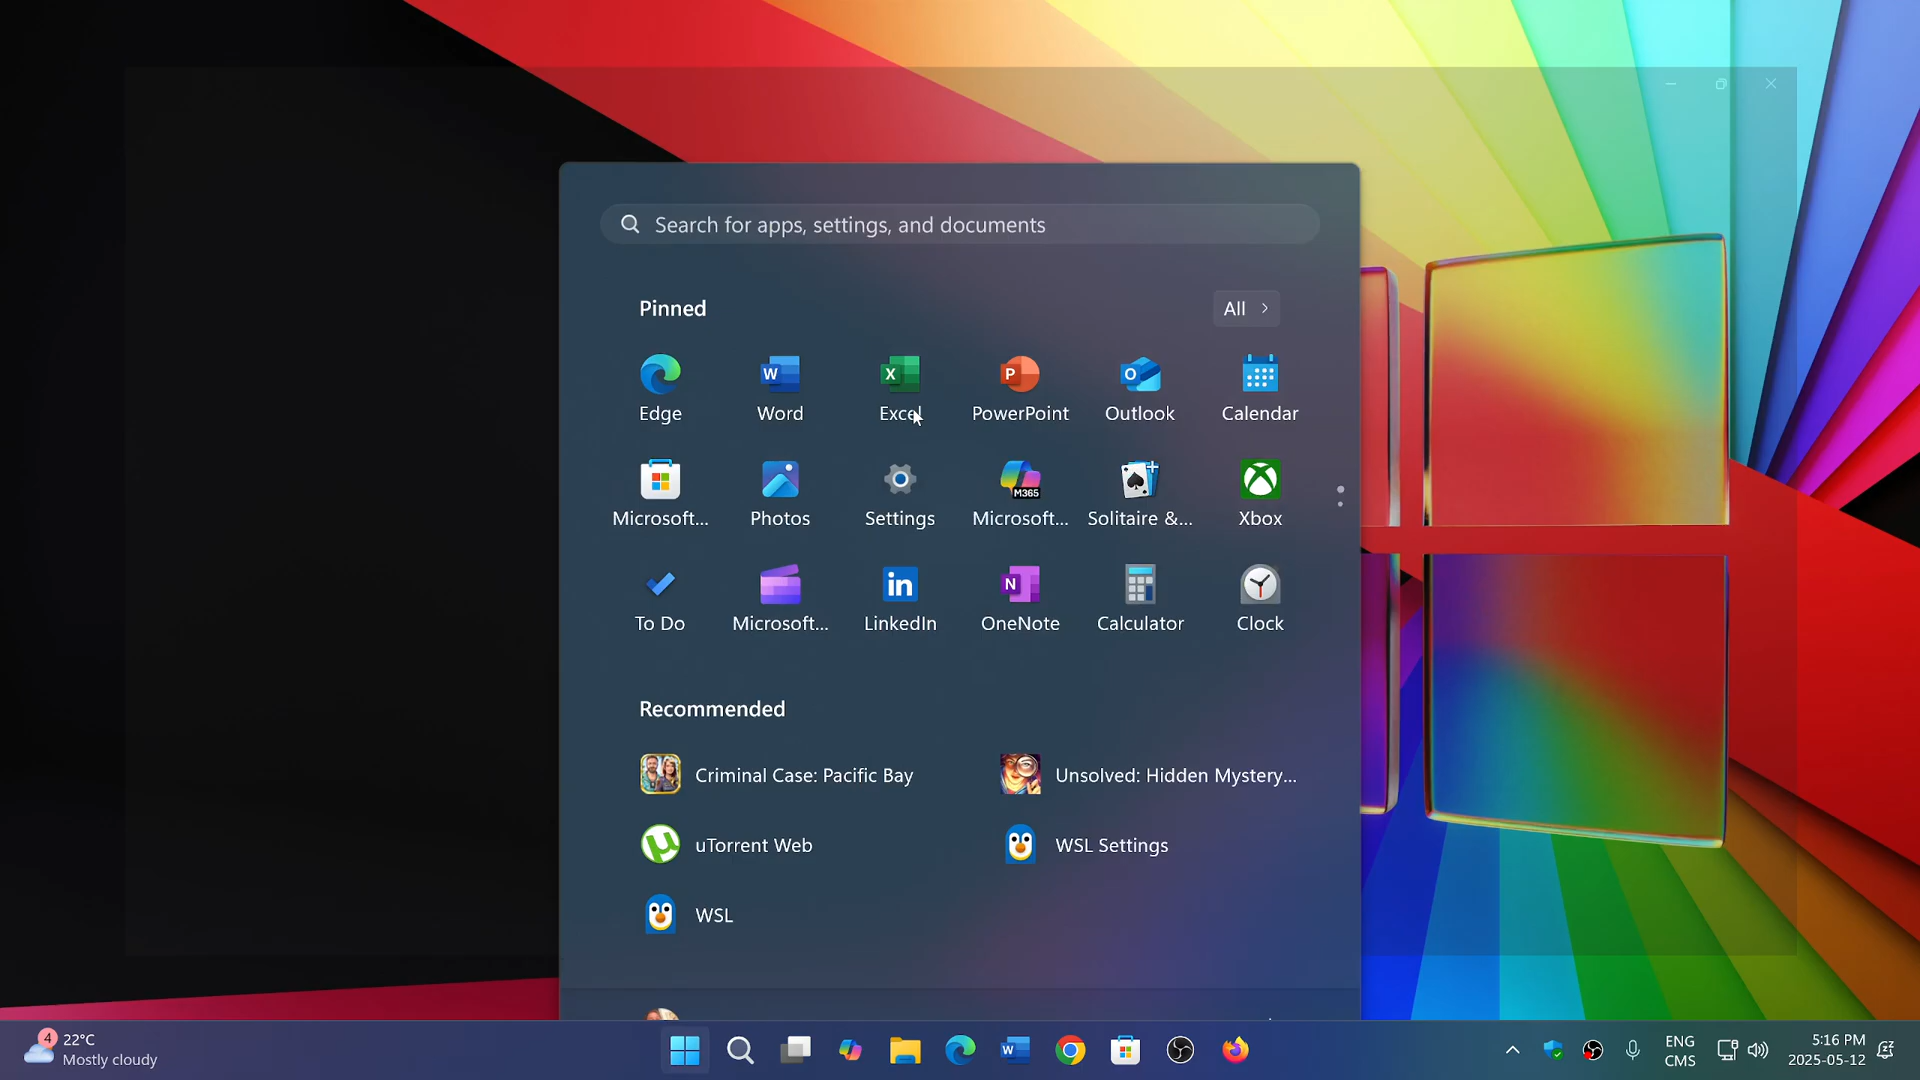 Search for apps, settings, and documents
Pinned
All
Edge
Word
Excel
PowerPoint
Outlook
Calendar
Microsoft...
Photos
Settings
M365
Microsoft...
Solitaire &...
Xbox
To Do
Microsoft...
LinkedIn
OneNote
Calculator
Clock
Recommended
Criminal Case: Pacific Bay
Unsolved: Hidden Mystery...
uTorrent Web
WSL Settings
WSL
4
22°C
Mostly cloudy
ENG
CMS
5:16 PM
2025-05-12